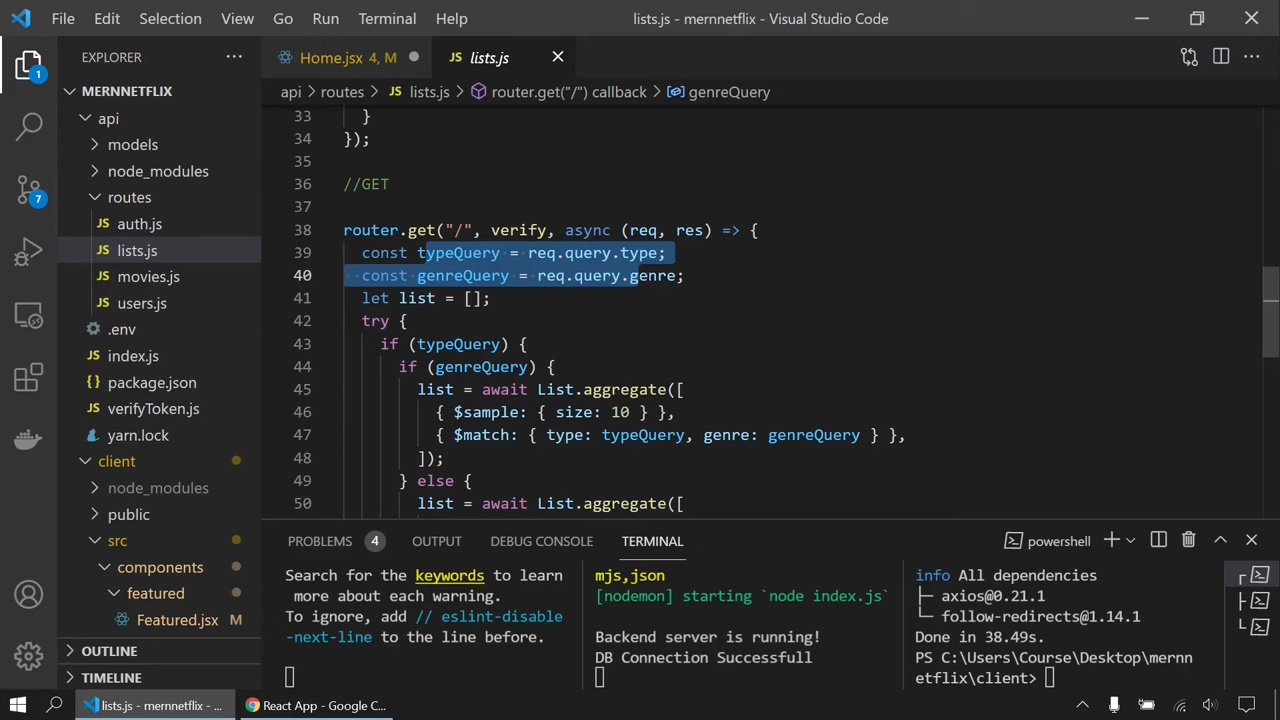 File Edit Selection View Go Run Terminal Help lists.js - mernnetflix - Visual Studio Code
EXPLORER
Home.jsx 4, M
JS lists.js
MERNNETFLIX
api
models
node_modules
routes
JS auth.js
JS lists.js
JS movies.js
JS users.js
.env
JS index.js
{} package.json
JS verifyToken.js
yarn.lock
client
node_modules
public
src
components
featured
Featured.jsx M
OUTLINE
TIMELINE
1
7
api > routes > JS lists.js > router.get("/") callback > genreQuery
33 }
34 });
35
36 //GET
37
38 router.get("/", verify, async (req, res) => {
39 const typeQuery = req.query.type;
40 const genreQuery = req.query.genre;
41 let list = [];
42 try {
43 if (typeQuery) {
44 if (genreQuery) {
45 list = await List.aggregate([
46 { $sample: { size: 10 } },
47 { $match: { type: typeQuery, genre: genreQuery } },
48 ]);
49 } else {
50 list = await List.aggregate([
PROBLEMS 4 OUTPUT DEBUG CONSOLE TERMINAL powershell
Search for the keywords to learn
more about each warning.
To ignore, add // eslint-disable
-next-line to the line before.
mjs,json
[nodemon] starting `node index.js`
Backend server is running!
DB Connection Successfull
info All dependencies
├─ axios@0.21.1
└─ follow-redirects@1.14.1
Done in 38.49s.
PS C:\Users\Course\Desktop\mernn
etflix\client>
lists.js - mernnetflix - ...
React App - Google C...